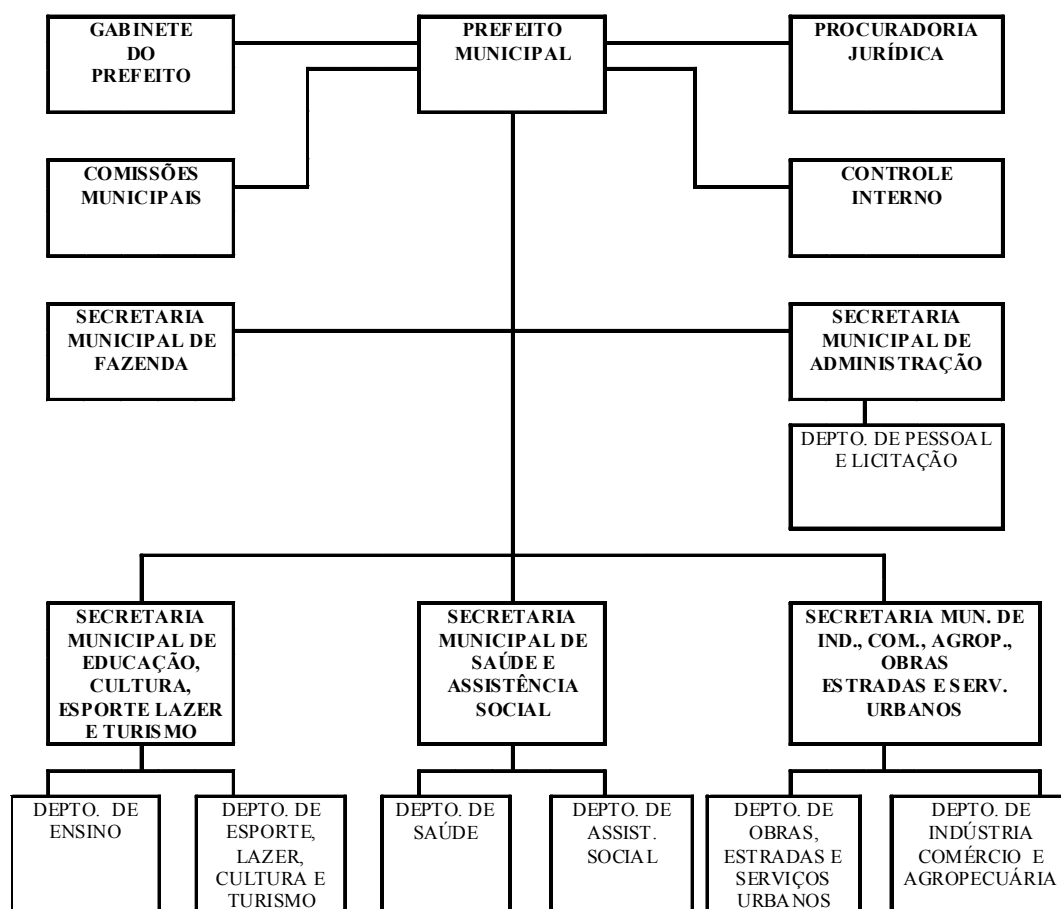 GABINETE
DO
PREFEITO
PREFEITO
MUNICIPAL
PROCURADORIA
JURÍDICA
COMISSÕES
MUNICIPAIS
CONTROLE
INTERNO
SECRETARIA
MUNICIPAL DE
FAZENDA
SECRETARIA
MUNICIPAL DE
ADMINISTRAÇÃO
DEPTO. DE PESSOAL
E LICITAÇÃO
SECRETARIA
MUNICIPAL DE
EDUCAÇÃO,
CULTURA,
ESPORTE LAZER
E TURISMO
SECRETARIA
MUNICIPAL DE
SAÚDE E
ASSISTÊNCIA
SOCIAL
SECRETARIA MUN. DE
IND., COM., AGROP.,
OBRAS
ESTRADAS E SERV.
URBANOS
DEPTO. DE
ENSINO
DEPTO. DE
ESPORTE,
LAZER,
CULTURA E
TURISMO
DEPTO. DE
SAÚDE
DEPTO. DE
ASSIST.
SOCIAL
DEPTO. DE
OBRAS,
ESTRADAS E
SERVIÇOS
URBANOS
DEPTO. DE
INDÚSTRIA
COMÉRCIO E
AGROPECUÁRIA